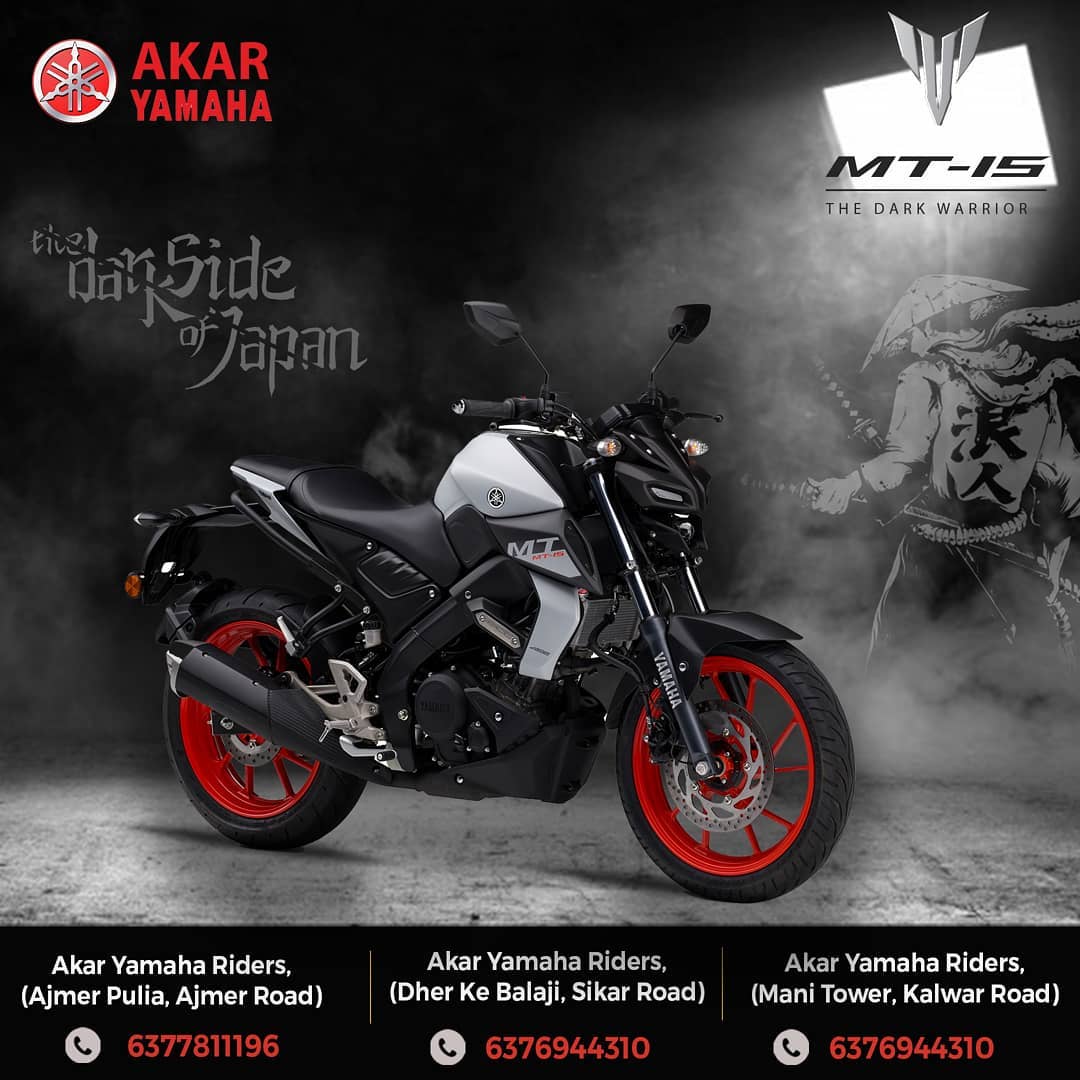 AKAR
YAMAHA
MT-15
THE DARK WARRIOR
the Dark Side
of Japan
浪
人
MT
MT-15
YAMAHA
YAMAHA
Akar Yamaha Riders,
(Ajmer Pulia, Ajmer Road)
6377811196
Akar Yamaha Riders,
(Dher Ke Balaji, Sikar Road)
6376944310
Akar Yamaha Riders,
(Mani Tower, Kalwar Road)
6376944310